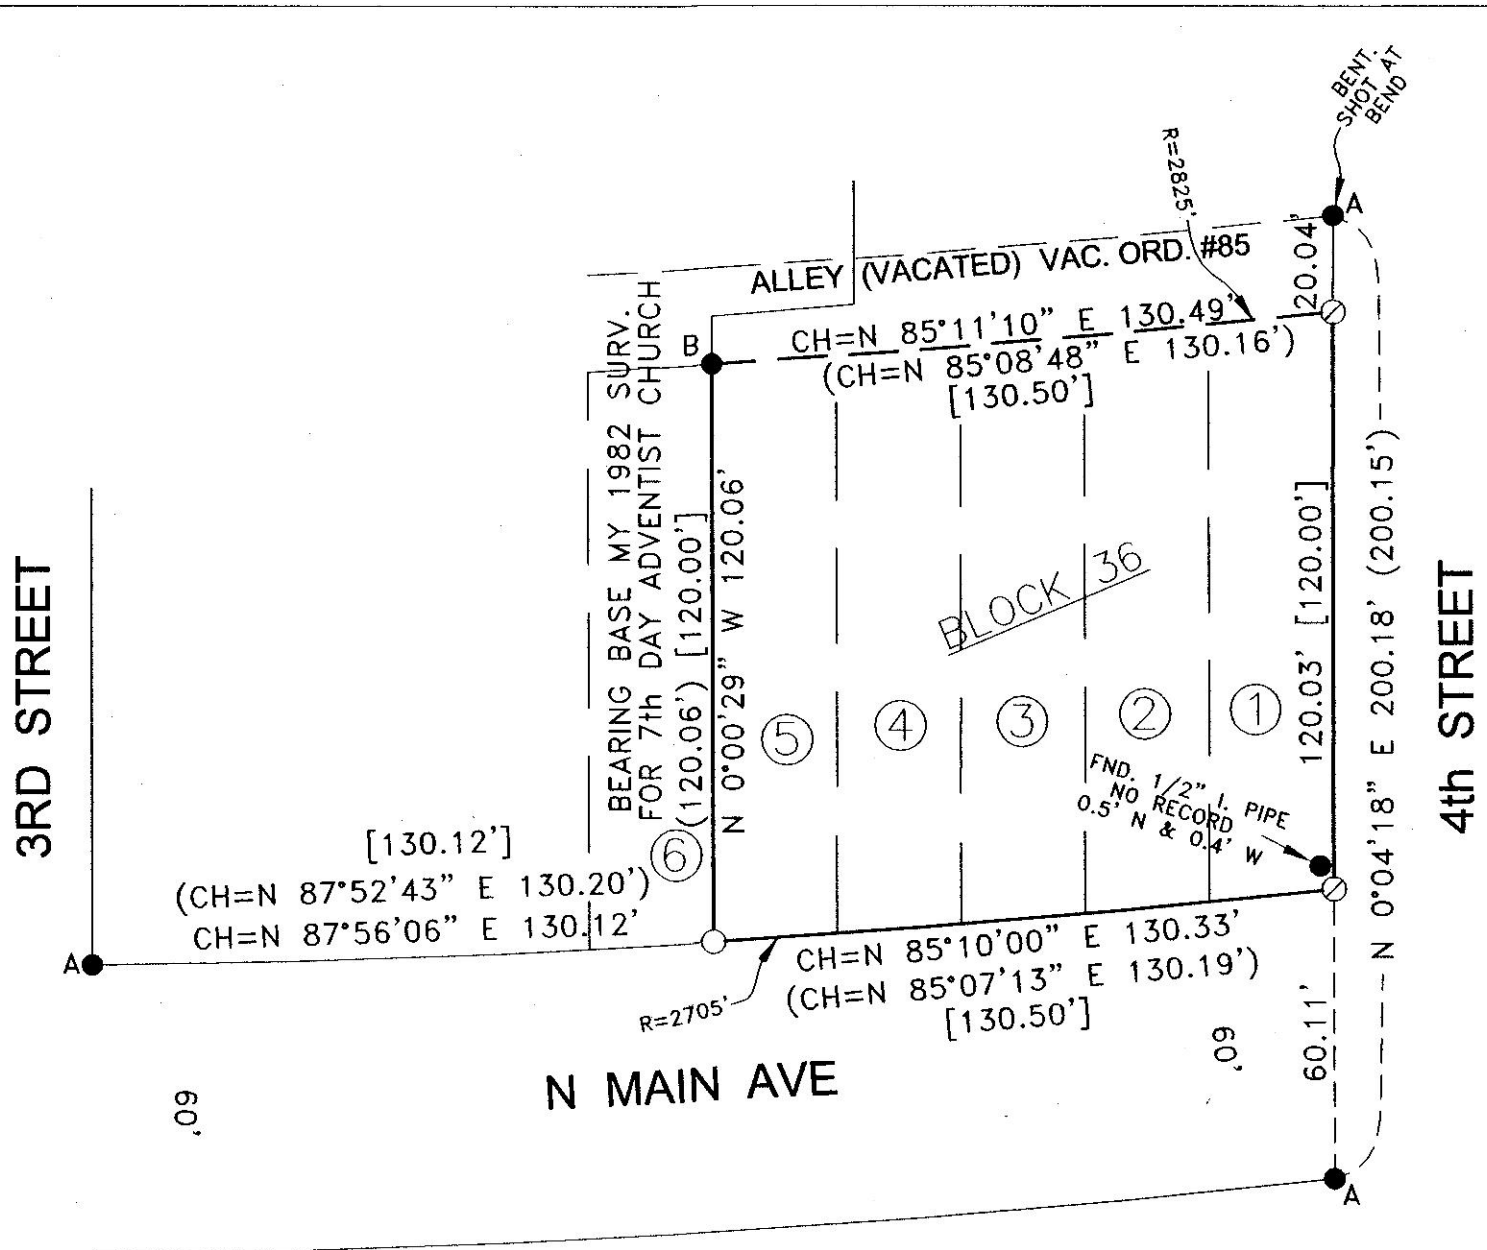 BENT.
SHOT AT
BEND
R=2825'
A
ALLEY (VACATED) VAC. ORD. #85
20.04'
B
CH=N 85°11'10" E 130.49'
(CH=N 85°08'48" E 130.16')
[130.50']
BEARING BASE MY 1982 SURV.
FOR 7th DAY ADVENTIST CHURCH
(120.06') [120.00']
N 0°00'29" W 120.06'
BLOCK 36
120.03' [120.00']
N 0°04'18" E 200.18' (200.15')
3RD STREET
4th STREET
6
5
4
3
2
1
FND. 1/2" I. PIPE
NO RECORD
0.5' N & 0.4' W
[130.12']
(CH=N 87°52'43" E 130.20')
CH=N 87°56'06" E 130.12'
A
CH=N 85°10'00" E 130.33'
(CH=N 85°07'13" E 130.19')
[130.50']
R=2705'
N MAIN AVE
60'
60'
60.11'
A